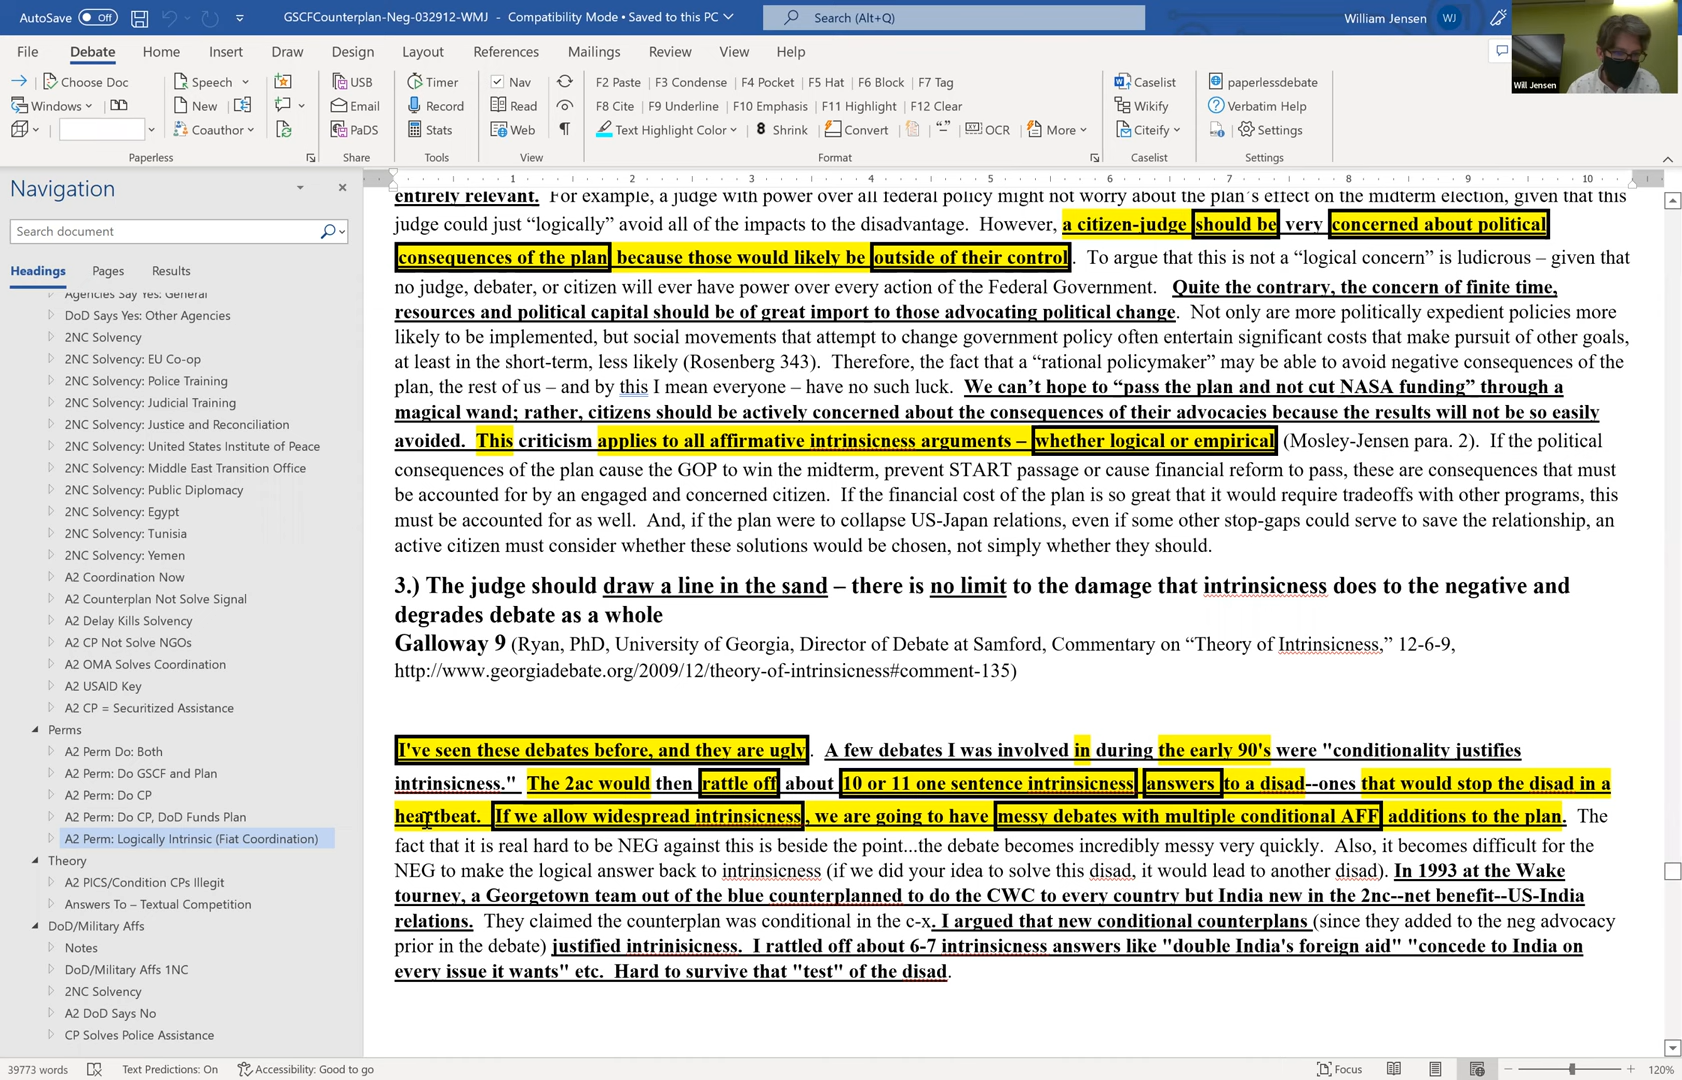 AutoSave Off GSCFCounterplan-Neg-032912-WMJ - Compatibility Mode • Saved to this PC Search (Alt+Q) William Jensen WJ
File Debate Home Insert Draw Design Layout References Mailings Review View Help
Choose Doc Speech USB Timer Nav F2 Paste F3 Condense F4 Pocket F5 Hat F6 Block F7 Tag Caselist paperlessdebate
Windows New Email Record Read F8 Cite F9 Underline F10 Emphasis F11 Highlight F12 Clear Wikify Verbatim Help
Coauthor PaDS Stats Web Text Highlight Color 8 Shrink Convert OCR More Citeify Settings
Paperless Share Tools View Format Caselist Settings
Will Jensen
Navigation
Search document
Headings Pages Results
Agencies Say Yes: General
DoD Says Yes: Other Agencies
2NC Solvency
2NC Solvency: EU Co-op
2NC Solvency: Police Training
2NC Solvency: Judicial Training
2NC Solvency: Justice and Reconciliation
2NC Solvency: United States Institute of Peace
2NC Solvency: Middle East Transition Office
2NC Solvency: Public Diplomacy
2NC Solvency: Egypt
2NC Solvency: Tunisia
2NC Solvency: Yemen
A2 Coordination Now
A2 Counterplan Not Solve Signal
A2 Delay Kills Solvency
A2 CP Not Solve NGOs
A2 OMA Solves Coordination
A2 USAID Key
A2 CP = Securitized Assistance
Perms
A2 Perm Do: Both
A2 Perm: Do GSCF and Plan
A2 Perm: Do CP
A2 Perm: Do CP, DoD Funds Plan
A2 Perm: Logically Intrinsic (Fiat Coordination)
Theory
A2 PICS/Condition CPs Illegit
Answers To – Textual Competition
DoD/Military Affs
Notes
DoD/Military Affs 1NC
2NC Solvency
A2 DoD Says No
CP Solves Police Assistance
1 2 3 4 5 6 7 8 9 10
entirely relevant. For example, a judge with power over all federal policy might not worry about the plan's effect on the midterm election, given that this
judge could just “logically” avoid all of the impacts to the disadvantage. However, a citizen-judge should be very concerned about political
consequences of the plan because those would likely be outside of their control. To argue that this is not a “logical concern” is ludicrous – given that
no judge, debater, or citizen will ever have power over every action of the Federal Government. Quite the contrary, the concern of finite time,
resources and political capital should be of great import to those advocating political change. Not only are more politically expedient policies more
likely to be implemented, but social movements that attempt to change government policy often entertain significant costs that make pursuit of other goals,
at least in the short-term, less likely (Rosenberg 343). Therefore, the fact that a “rational policymaker” may be able to avoid negative consequences of the
plan, the rest of us – and by this I mean everyone – have no such luck. We can't hope to “pass the plan and not cut NASA funding” through a
magical wand; rather, citizens should be actively concerned about the consequences of their advocacies because the results will not be so easily
avoided. This criticism applies to all affirmative intrinsicness arguments – whether logical or empirical (Mosley-Jensen para. 2). If the political
consequences of the plan cause the GOP to win the midterm, prevent START passage or cause financial reform to pass, these are consequences that must
be accounted for by an engaged and concerned citizen. If the financial cost of the plan is so great that it would require tradeoffs with other programs, this
must be accounted for as well. And, if the plan were to collapse US-Japan relations, even if some other stop-gaps could serve to save the relationship, an
active citizen must consider whether these solutions would be chosen, not simply whether they should.
3.) The judge should draw a line in the sand – there is no limit to the damage that intrinsicness does to the negative and
degrades debate as a whole
Galloway 9 (Ryan, PhD, University of Georgia, Director of Debate at Samford, Commentary on “Theory of Intrinsicness,” 12-6-9,
http://www.georgiadebate.org/2009/12/theory-of-intrinsicness#comment-135)
I've seen these debates before, and they are ugly. A few debates I was involved in during the early 90's were "conditionality justifies
intrinsicness." The 2ac would then rattle off about 10 or 11 one sentence intrinsicness answers to a disad--ones that would stop the disad in a
heartbeat. If we allow widespread intrinsicness, we are going to have messy debates with multiple conditional AFF additions to the plan. The
fact that it is real hard to be NEG against this is beside the point...the debate becomes incredibly messy very quickly. Also, it becomes difficult for the
NEG to make the logical answer back to intrinsicness (if we did your idea to solve this disad, it would lead to another disad). In 1993 at the Wake
tourney, a Georgetown team out of the blue counterplanned to do the CWC to every country but India new in the 2nc--net benefit--US-India
relations. They claimed the counterplan was conditional in the c-x. I argued that new conditional counterplans (since they added to the neg advocacy
prior in the debate) justified intrinisicness. I rattled off about 6-7 intrinsicness answers like "double India's foreign aid" "concede to India on
every issue it wants" etc. Hard to survive that "test" of the disad.
39773 words Text Predictions: On Accessibility: Good to go Focus 120%